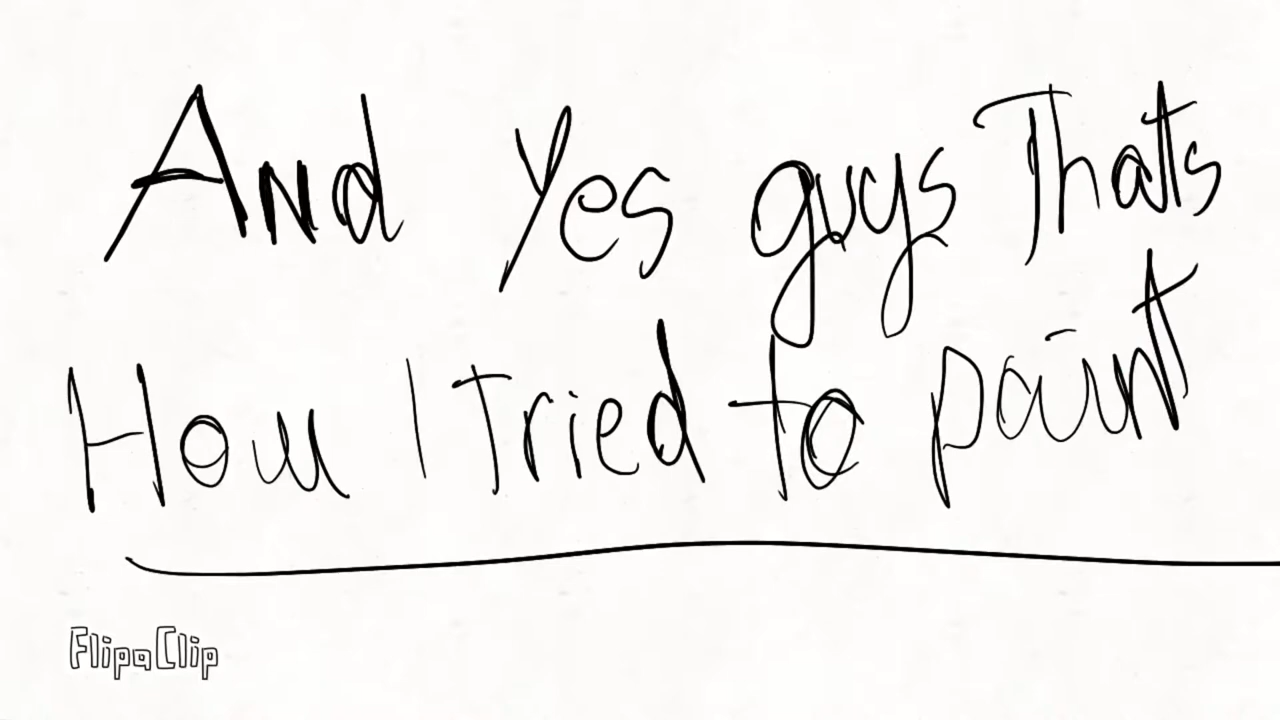 And Yes guys Thats
How I Tried to paint
FlipaClip